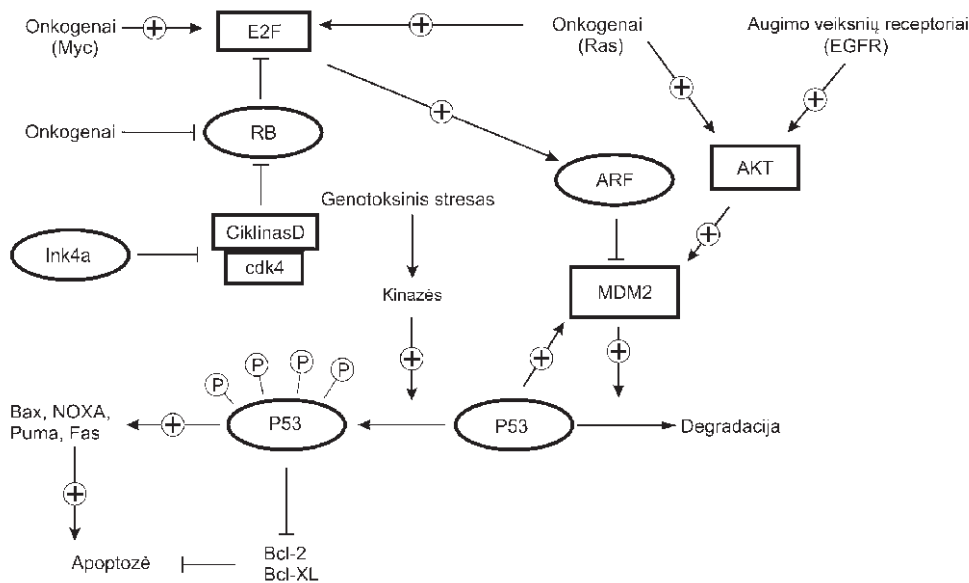 Onkogenai
(Myc)
+
E2F
+
Onkogenai
(Ras)
Augimo veiksnių receptoriai
(EGFR)
+
+
+
Onkogenai
RB
ARF
AKT
Genotoksinis stresas
Ink4a
CiklinasD
cdk4
+
Kinazės
MDM2
+
+
+
P
P
P
P
Bax, NOXA,
Puma, Fas
+
P53
P53
Degradacija
+
Apoptozė
Bcl-2
Bcl-XL